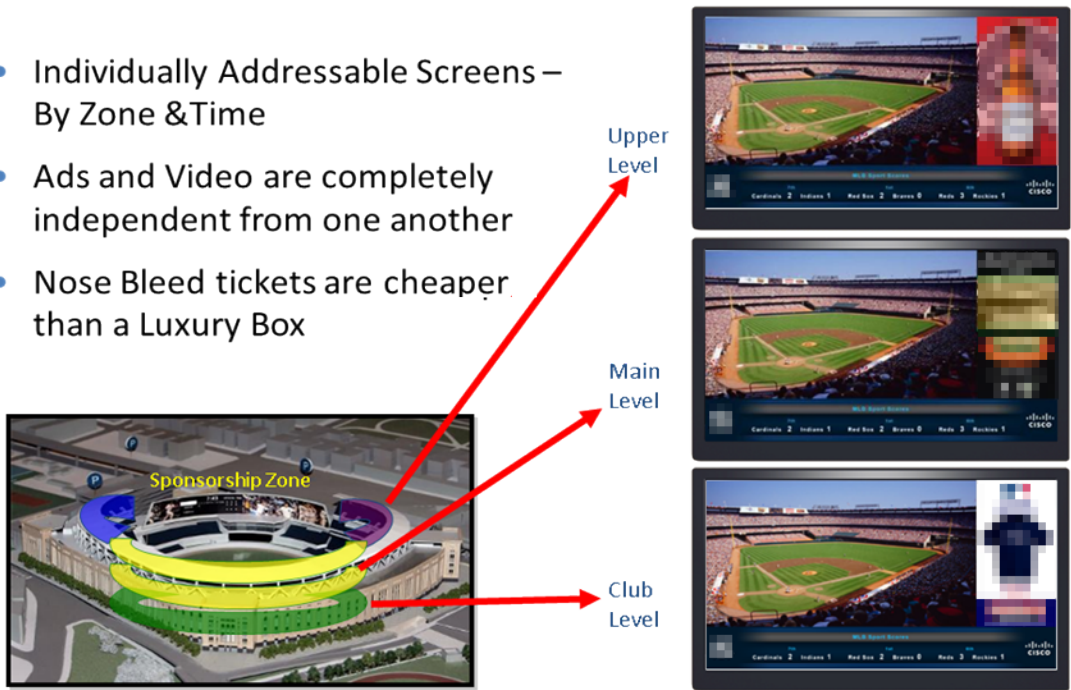 Individually Addressable Screens –
By Zone &Time
Ads and Video are completely
independent from one another
Nose Bleed tickets are cheaper
than a Luxury Box
Sponsorship Zone
P
P
P
Upper
Level
MLB Sport Scores
Cardinals 2 Indians 1 Red Sox 2 Braves 0 Reds 3 Rockies 1
CISCO
Main
Level
MLB Sport Scores
Cardinals 2 Indians 1 Red Sox 2 Braves 0 Reds 3 Rockies 1
CISCO
Club
Level
MLB Sport Scores
Cardinals 2 Indians 1 Red Sox 2 Braves 0 Reds 3 Rockies 1
CISCO